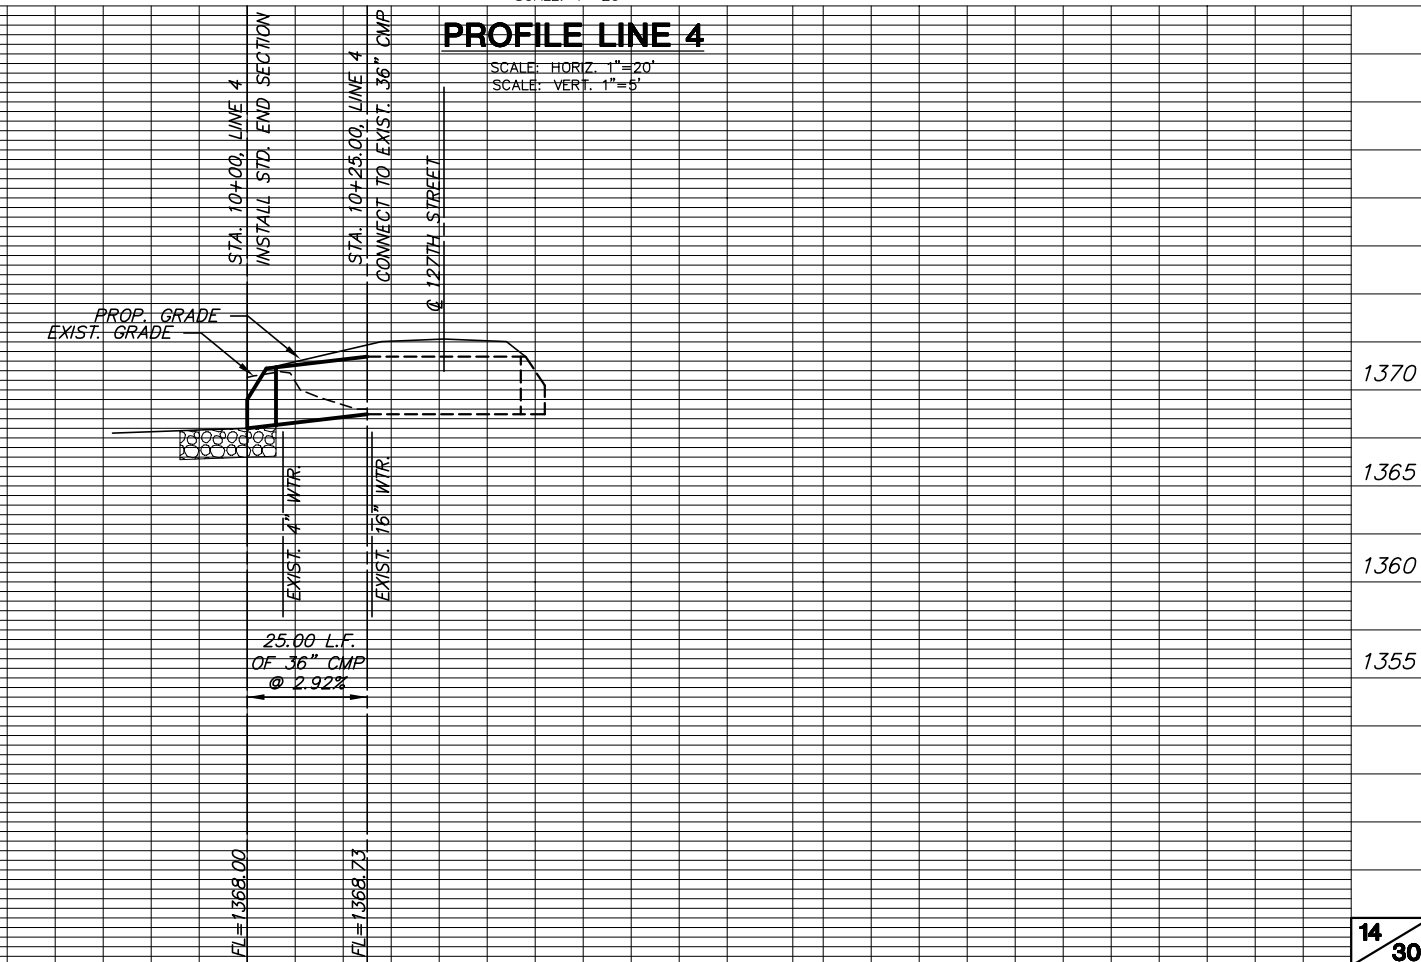 PROFILE LINE 4
SCALE: HORIZ. 1"=20'
SCALE: VERT. 1"=5'
STA. 10+00, LINE 4
INSTALL STD. END SECTION
STA. 10+25.00, LINE 4
CONNECT TO EXIST. 36" CMP
℄ 127TH STREET
PROP. GRADE
EXIST. GRADE
1370
1365
1360
1355
EXIST. 4" WTR.
EXIST. 16" WTR.
25.00 L.F.
OF 36" CMP
@ 2.92%
FL=1368.00
FL=1368.73
14
30